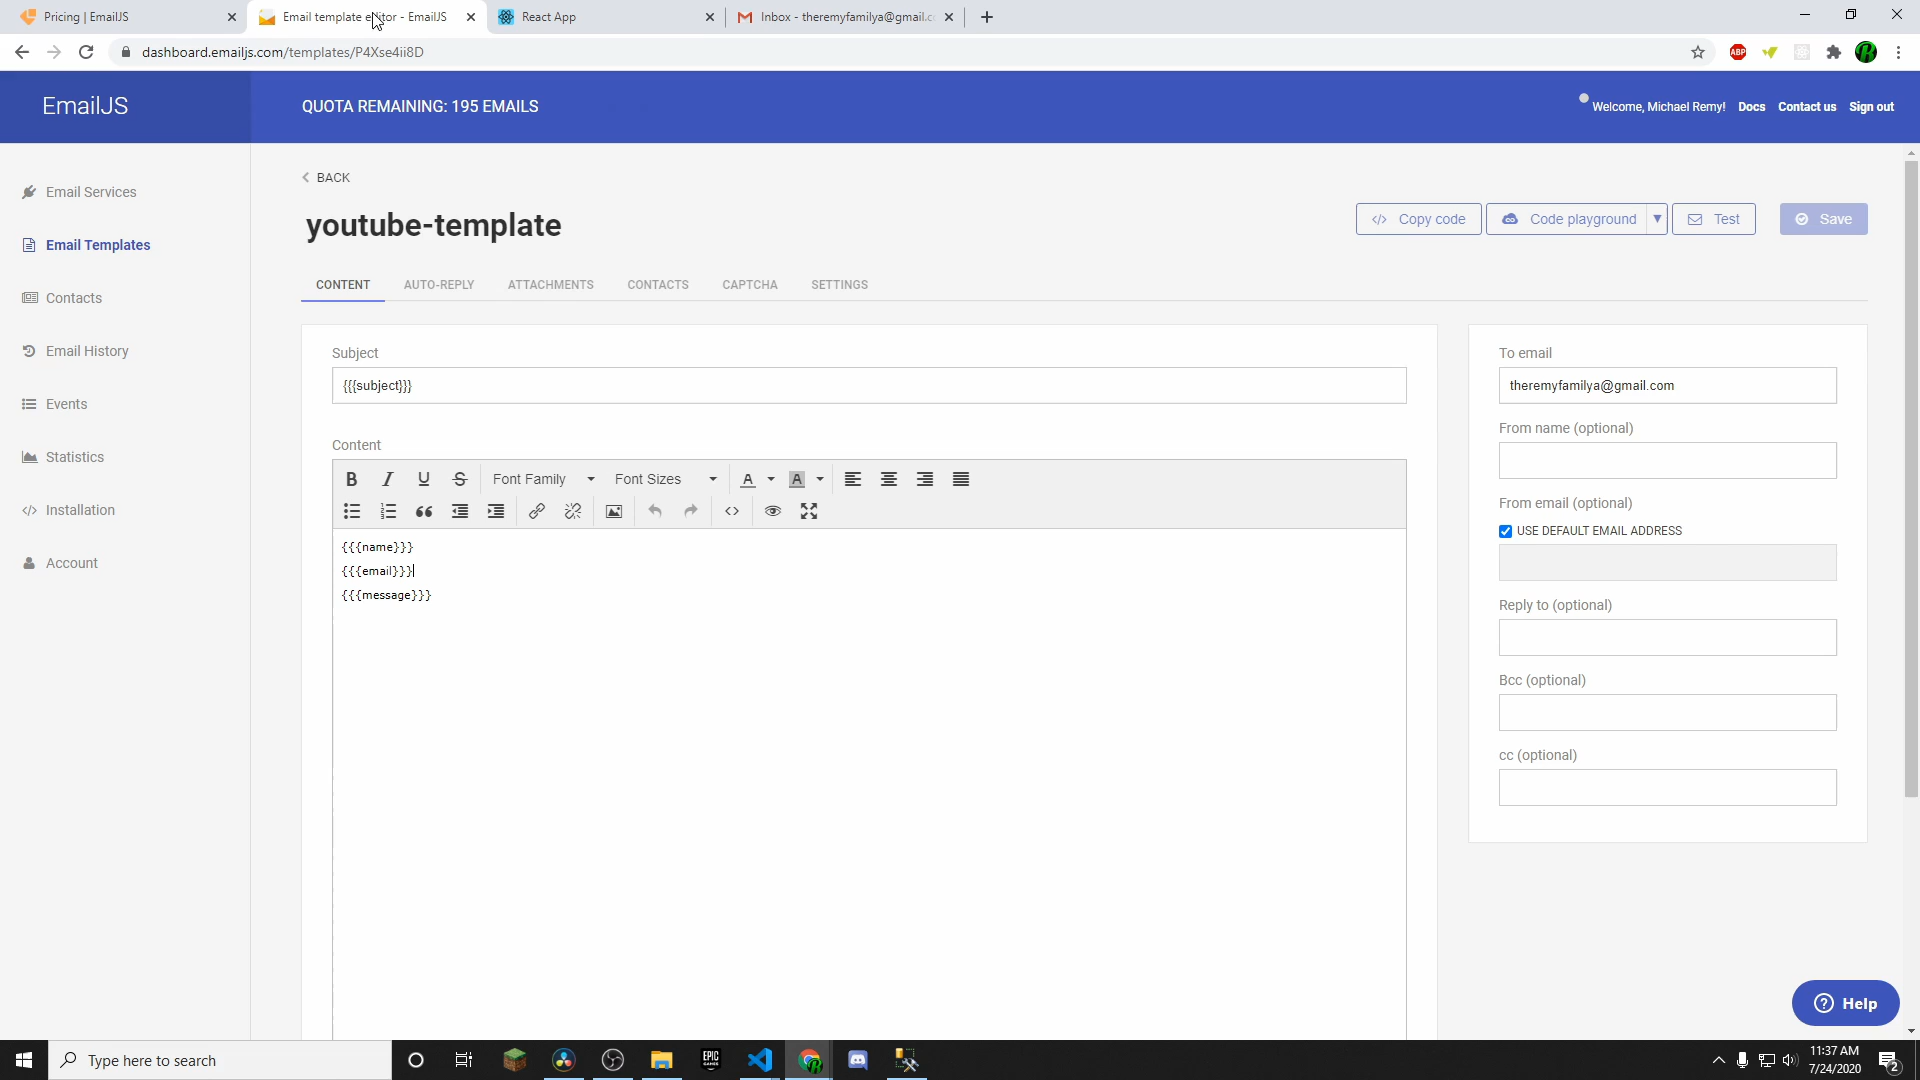 Pricing | EmailJS
Email template editor - EmailJS
React App
Inbox - theremyfamilya@gmail.c
dashboard.emailjs.com/templates/P4Xse4ii8D
ABP
EmailJS
QUOTA REMAINING: 195 EMAILS
Welcome, Michael Remy!
Docs
Contact us
Sign out
Email Services
Email Templates
Contacts
Email History
Events
Statistics
Installation
Account
BACK
youtube-template
Copy code
Code playground
Test
Save
CONTENT
AUTO-REPLY
ATTACHMENTS
CONTACTS
CAPTCHA
SETTINGS
Subject
{{{subject}}}
Content
Font Family
Font Sizes
{{{name}}}
{{{email}}}
{{{message}}}
To email
theremyfamilya@gmail.com
From name (optional)
From email (optional)
USE DEFAULT EMAIL ADDRESS
Reply to (optional)
Bcc (optional)
cc (optional)
Help
Type here to search
EPIC
11:37 AM
7/24/2020
2